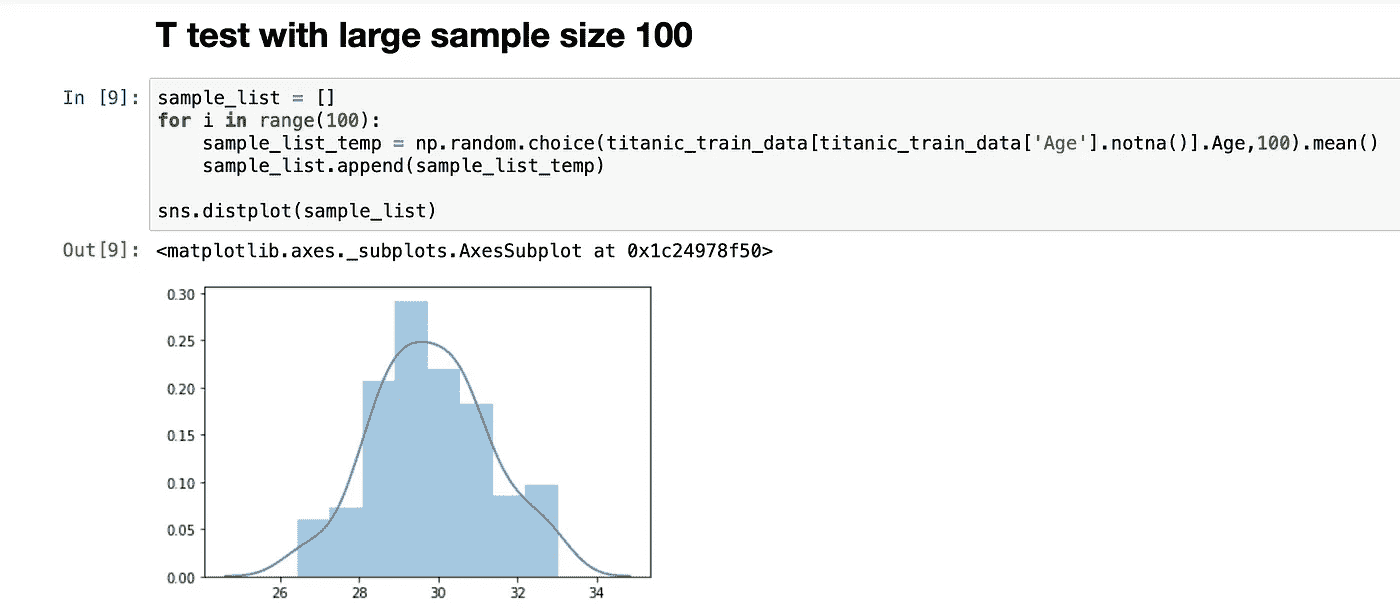 T test with large sample size 100
In [9]: sample_list = []
for i in range(100):
    sample_list_temp = np.random.choice(titanic_train_data[titanic_train_data['Age'].notna()].Age,100).mean()
    sample_list.append(sample_list_temp)
sns.distplot(sample_list)
Out[9]: <matplotlib.axes._subplots.AxesSubplot at 0x1c24978f50>
0.30
0.25
0.20
0.15
0.10
0.05
0.00
26 28 30 32 34